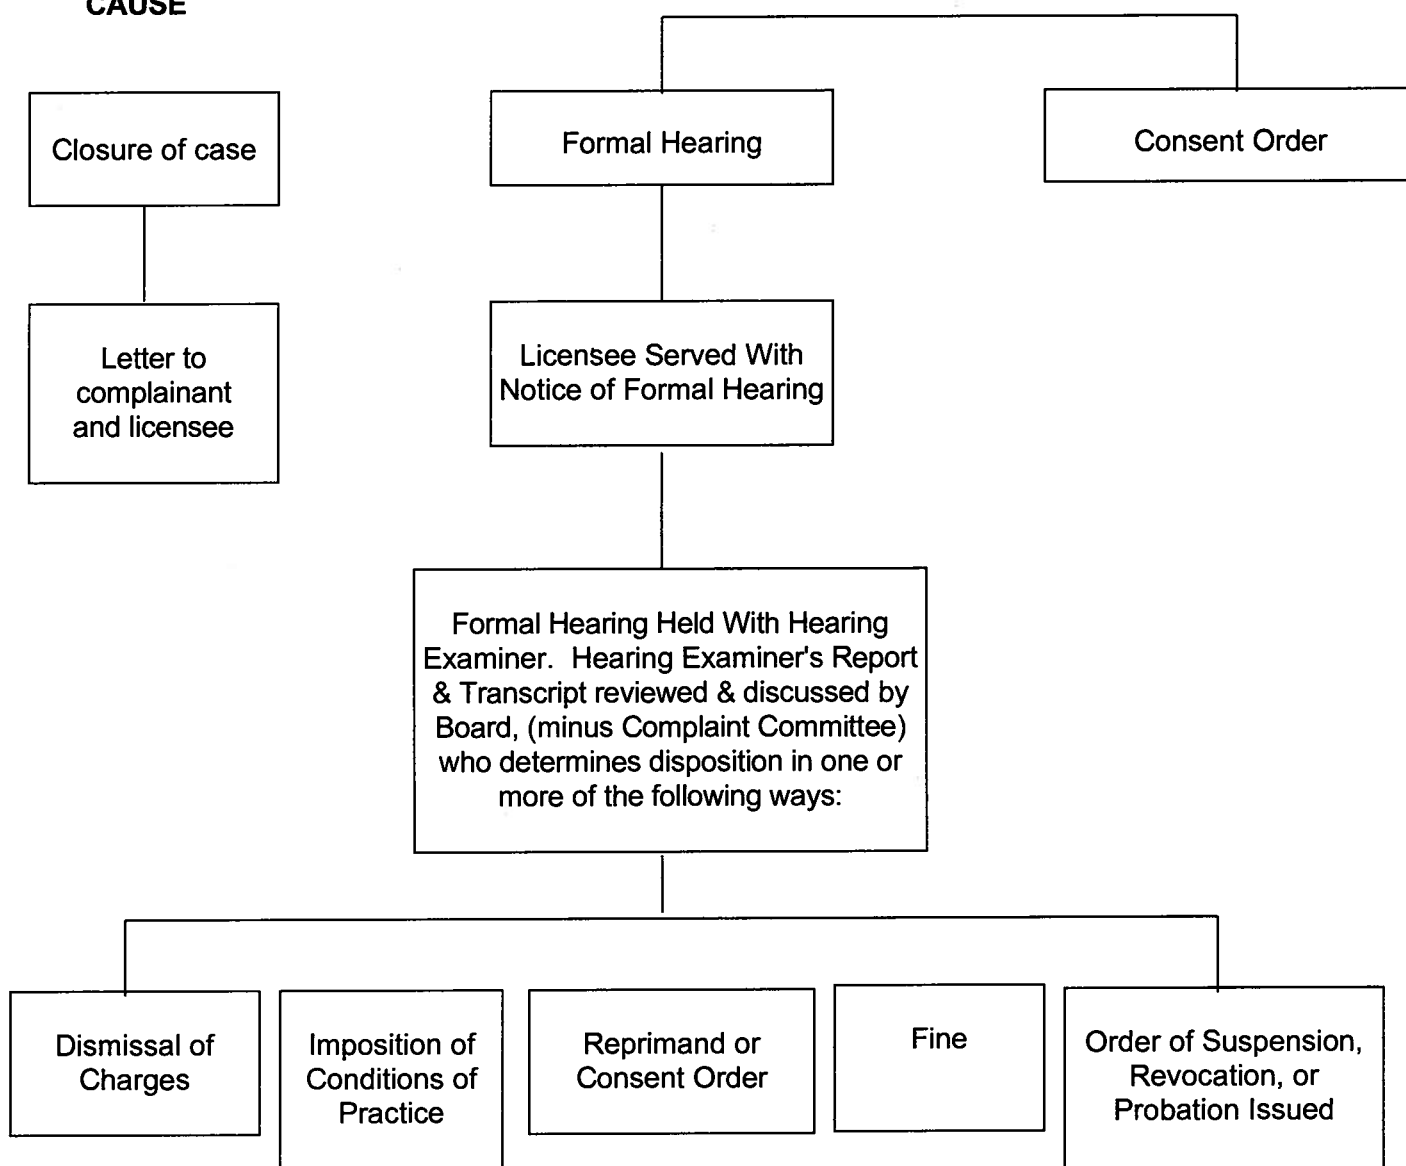 CAUSE
Closure of case
Formal Hearing
Consent Order
Letter to
complainant
and licensee
Licensee Served With
Notice of Formal Hearing
Formal Hearing Held With Hearing
Examiner. Hearing Examiner's Report
& Transcript reviewed & discussed by
Board, (minus Complaint Committee)
who determines disposition in one or
more of the following ways:
Dismissal of
Charges
Imposition of
Conditions of
Practice
Reprimand or
Consent Order
Fine
Order of Suspension,
Revocation, or
Probation Issued